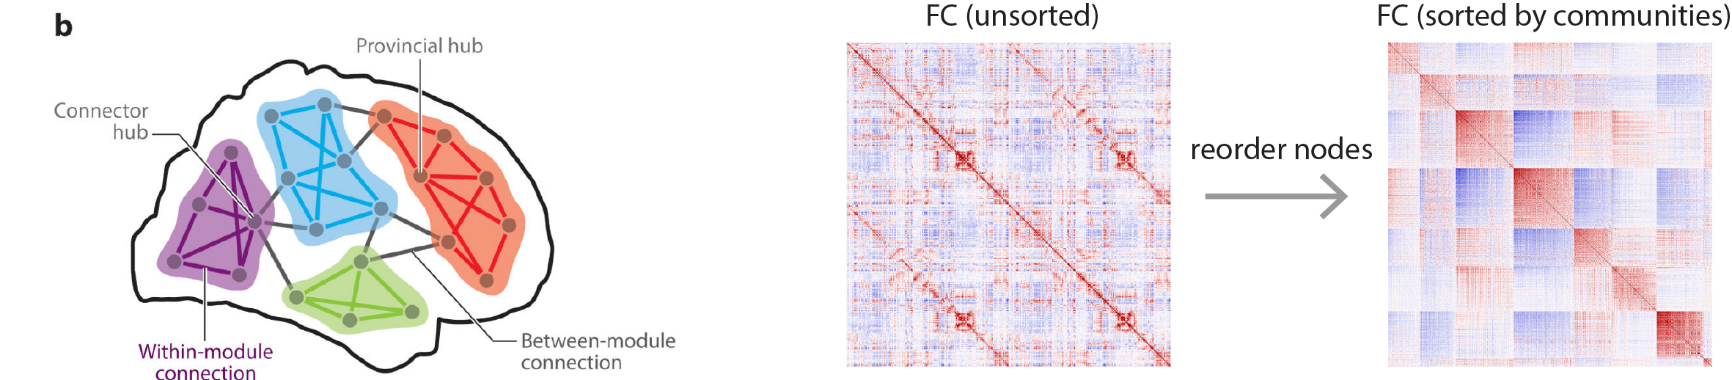 b
Provincial hub
Connector
hub
Within-module
connection
Between-module
connection
FC (unsorted)
reorder nodes
FC (sorted by communities)